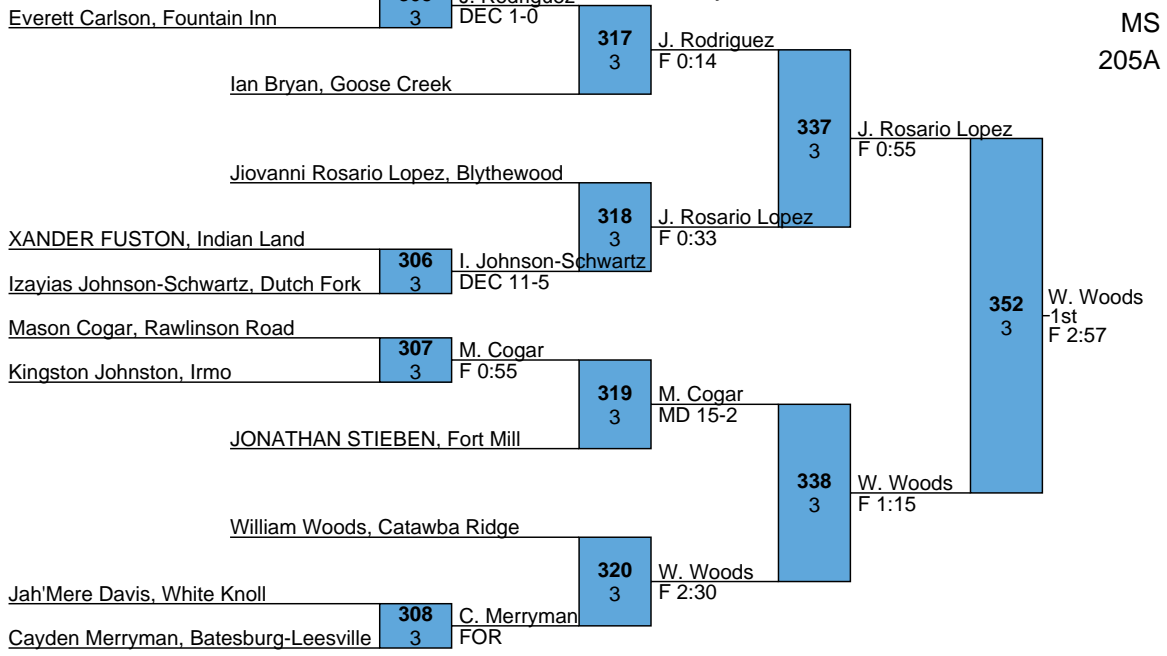 J. Rodriguez
Everett Carlson, Fountain Inn
3
DEC 1-0
MS
205A
317
3
J. Rodriguez
F 0:14
Ian Bryan, Goose Creek
337
3
J. Rosario Lopez
F 0:55
Jiovanni Rosario Lopez, Blythewood
318
3
J. Rosario Lopez
F 0:33
XANDER FUSTON, Indian Land
306
3
I. Johnson-Schwartz
DEC 11-5
Izayias Johnson-Schwartz, Dutch Fork
352
3
W. Woods
1st
F 2:57
Mason Cogar, Rawlinson Road
307
3
M. Cogar
F 0:55
Kingston Johnston, Irmo
319
3
M. Cogar
MD 15-2
JONATHAN STIEBEN, Fort Mill
338
3
W. Woods
F 1:15
William Woods, Catawba Ridge
320
3
W. Woods
F 2:30
Jah'Mere Davis, White Knoll
308
3
C. Merryman
FOR
Cayden Merryman, Batesburg-Leesville